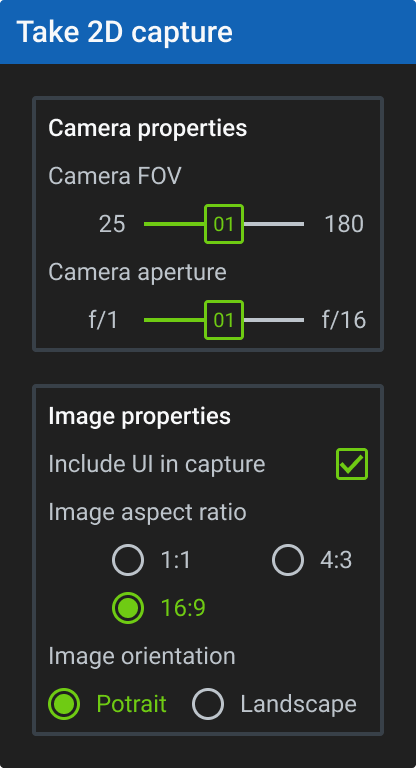 Take 2D capture
Camera properties
Camera FOV
25 01 180
Camera aperture
f/1 01 f/16
Image properties
Include UI in capture
Image aspect ratio
1:1 4:3
16:9
Image orientation
Potrait Landscape